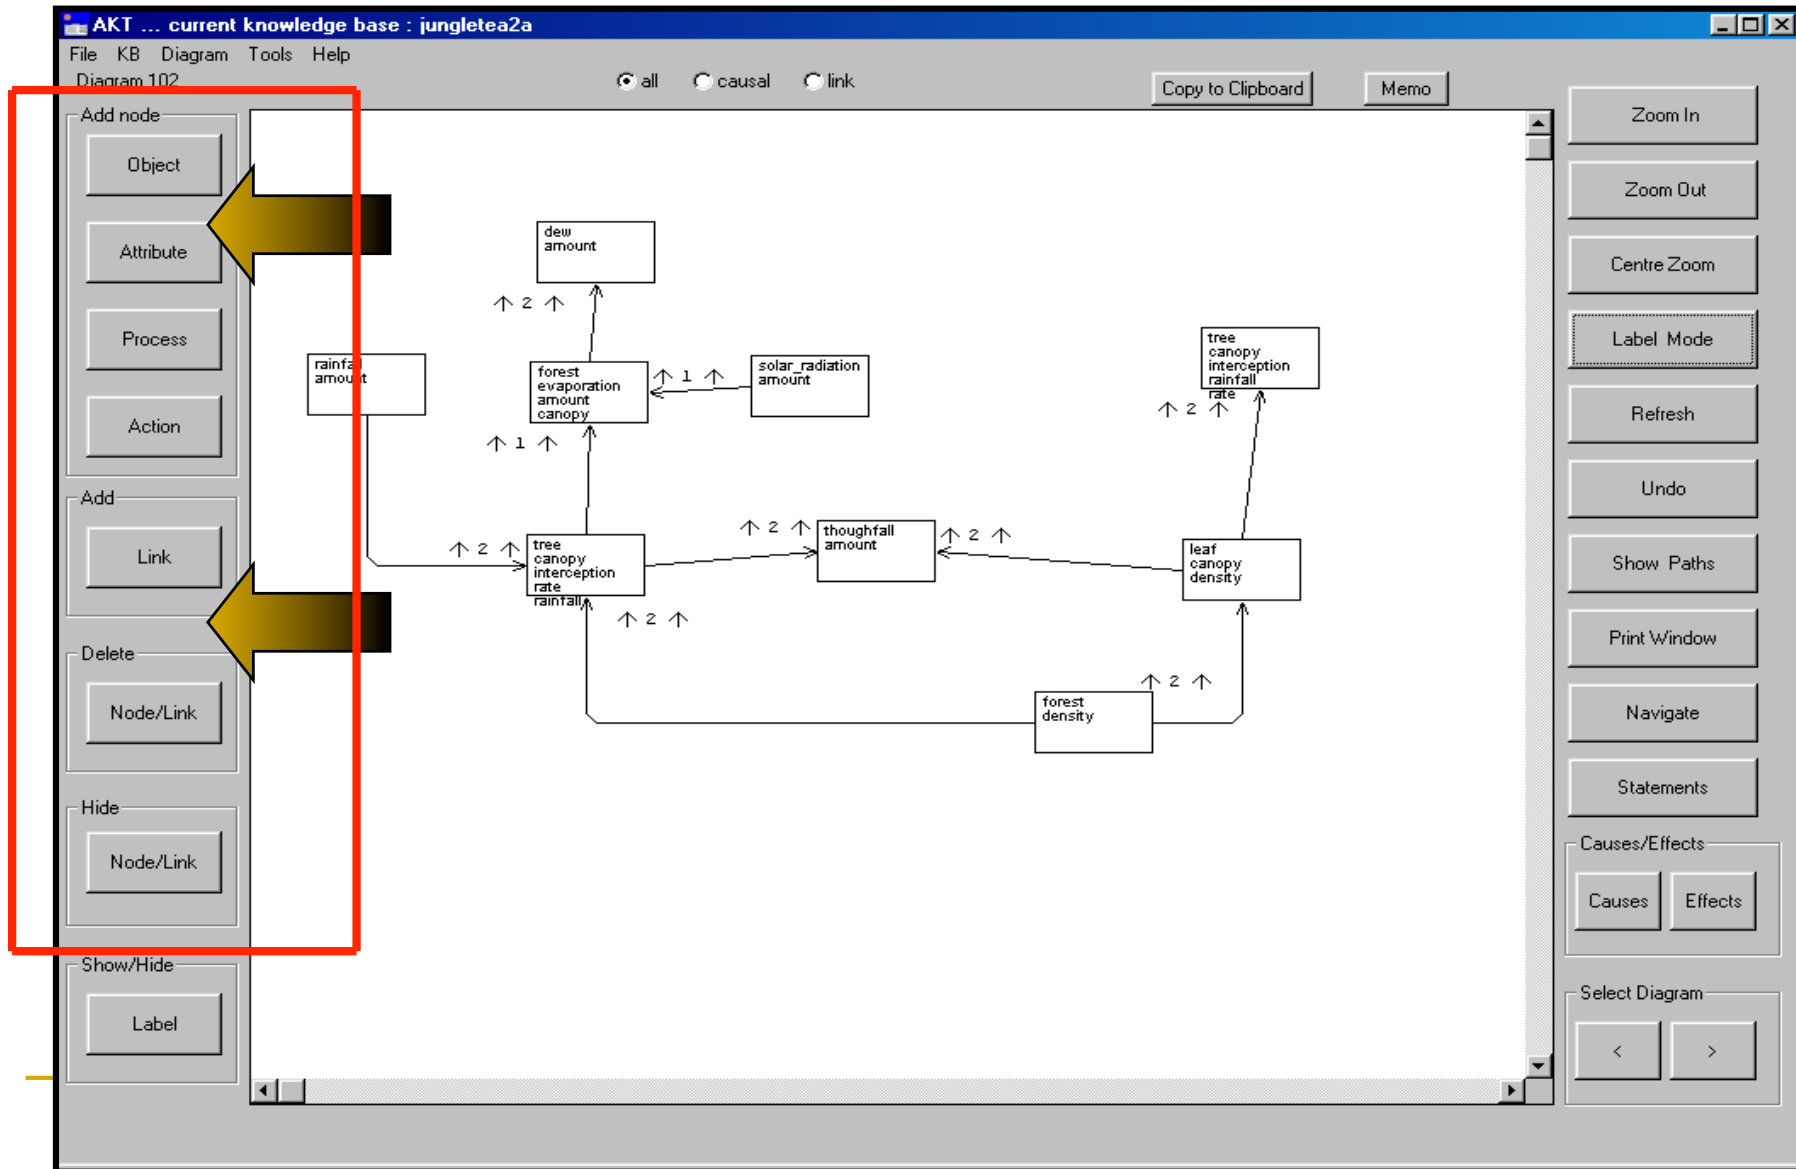 AKT ... current knowledge base : jungletea2a
File KB Diagram Tools Help
Diagram 102
all causal link
Copy to Clipboard
Memo
Add node
Object
Attribute
Process
Action
Add
Link
Delete
Node/Link
Hide
Node/Link
Show/Hide
Label
dew
amount
↑ 2 ↑
rainfall
amount
forest
evaporation
amount
canopy
↑ 1 ↑
solar_radiation
amount
↑ 1 ↑
tree
canopy
interception
rainfall
rate
↑ 2 ↑
↑ 2 ↑
tree
canopy
interception
rate
rainfall
↑ 2 ↑
↑ 2 ↑
thoughfall
amount
↑ 2 ↑
leaf
canopy
density
↑ 2 ↑
forest
density
Zoom In
Zoom Out
Centre Zoom
Label Mode
Refresh
Undo
Show Paths
Print Window
Navigate
Statements
Causes/Effects
Causes
Effects
Select Diagram
<
>